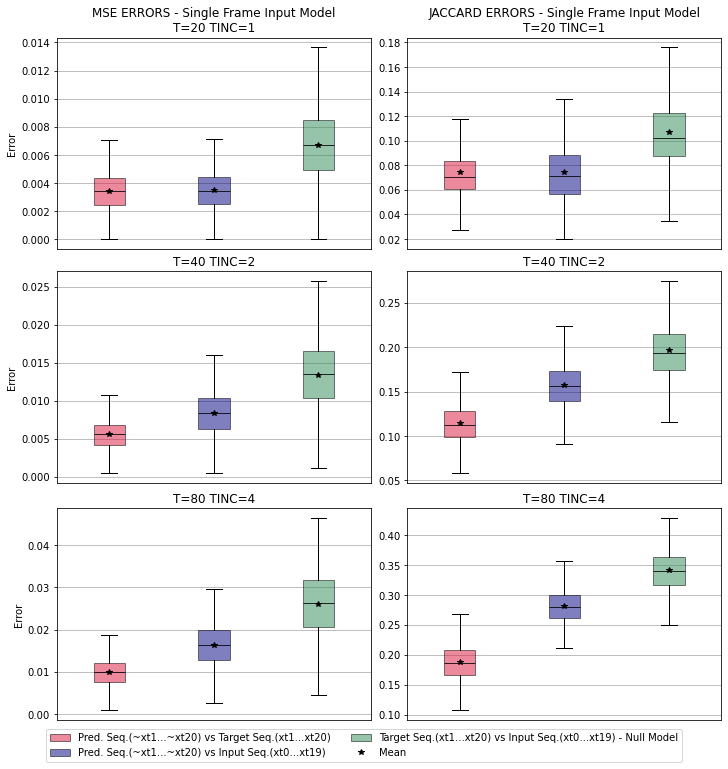 MSE ERRORS - Single Frame Input Model
T=20 TINC=1
0.014
0.012
0.010
0.008
0.006
0.004
0.002
0.000
Error
JACCARD ERRORS - Single Frame Input Model
T=20 TINC=1
0.18
0.16
0.14
0.12
0.10
0.08
0.06
0.04
0.02
T=40 TINC=2
0.025
0.020
0.015
0.010
0.005
0.000
Error
T=40 TINC=2
0.25
0.20
0.15
0.10
0.05
T=80 TINC=4
0.04
0.03
0.02
0.01
0.00
Error
T=80 TINC=4
0.40
0.35
0.30
0.25
0.20
0.15
0.10
Pred. Seq.(~xt1...~xt20) vs Target Seq.(xt1...xt20)
Pred. Seq.(~xt1...~xt20) vs Input Seq.(xt0...xt19)
Target Seq.(xt1...xt20) vs Input Seq.(xt0...xt19) - Null Model
Mean